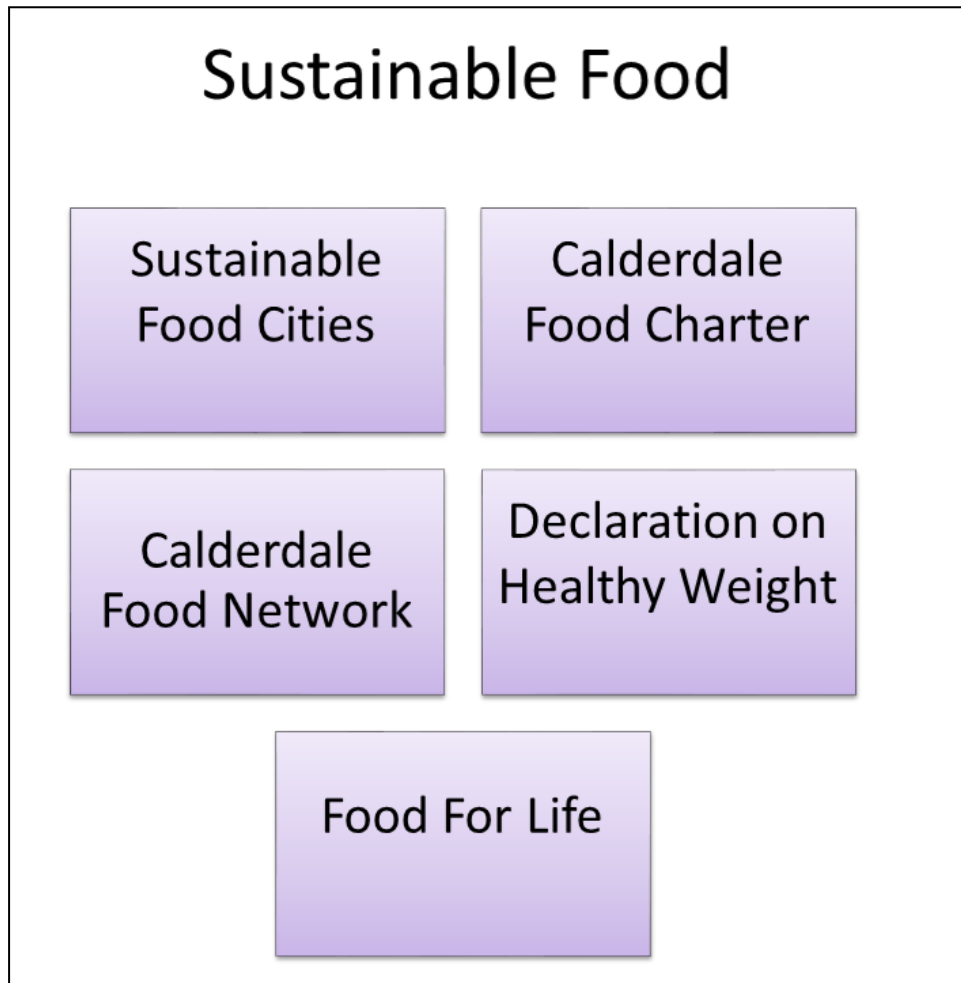 Sustainable Food
Sustainable
Food Cities
Calderdale
Food Charter
Calderdale
Food Network
Declaration on
Healthy Weight
Food For Life